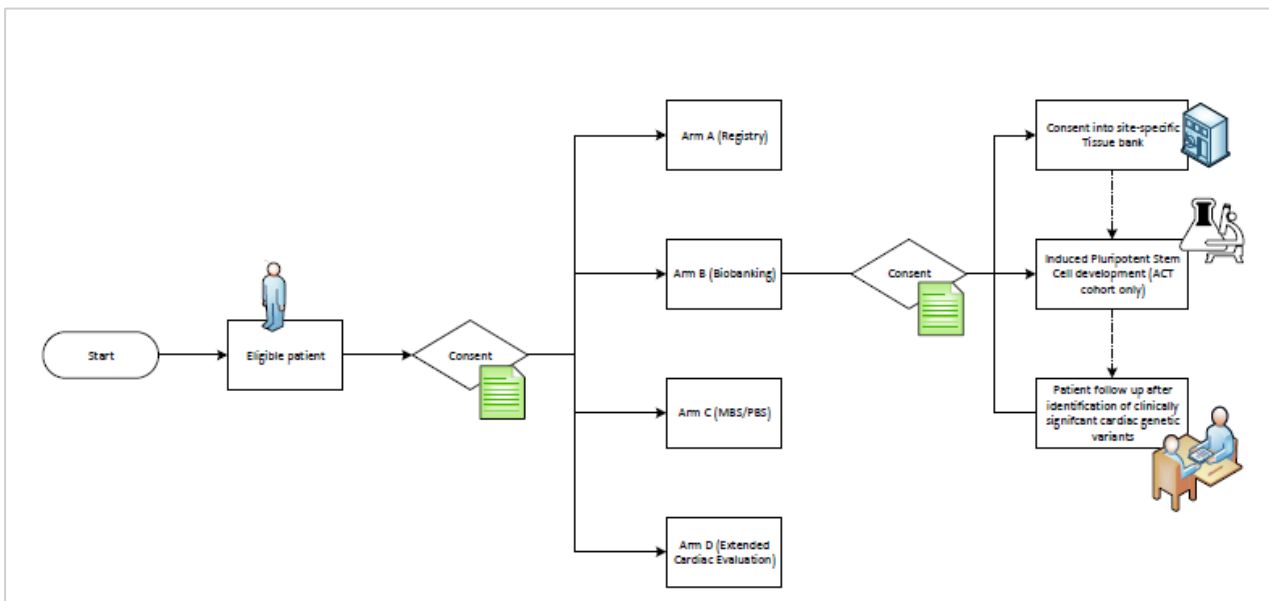 Start
Eligible patient
Consent
Arm A (Registry)
Arm B (Biobanking)
Arm C (MBS/PBS)
Arm D (Extended
Cardiac Evaluation)
Consent
Consent into site-specific
Tissue bank
Induced Pluripotent Stem
Cell development (ACT
cohort only)
Patient follow up after
identification of clinically
signifcant cardiac genetic
variants